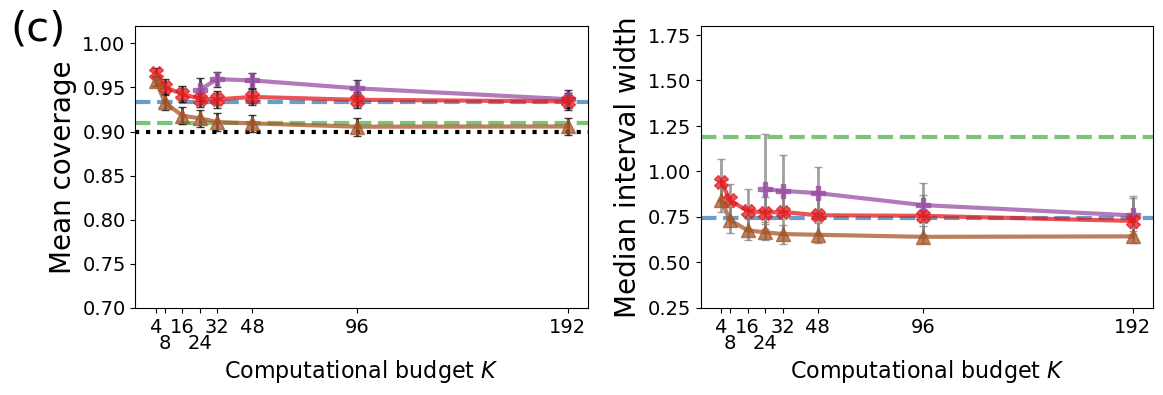 (c)
Mean coverage
1.00
0.95
0.90
0.85
0.80
0.75
0.70
4 16 32 48 96 192
8 24
Computational budget K
Median interval width
1.75
1.50
1.25
1.00
0.75
0.50
0.25
4 16 32 48 96 192
8 24
Computational budget K